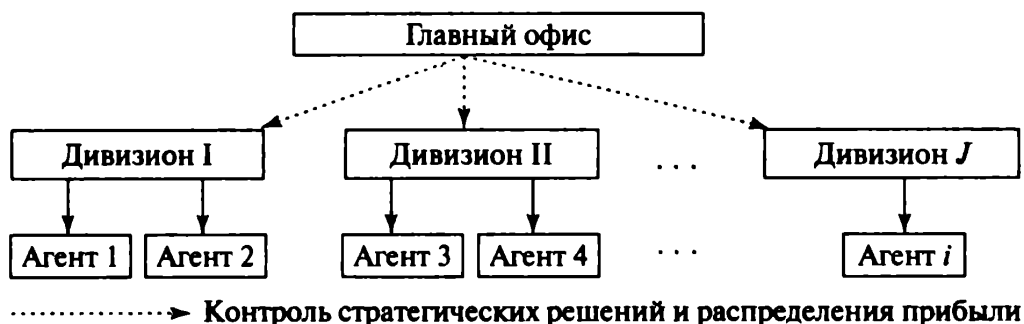 Главный офис
Дивизион I Дивизион II . . . Дивизион J
Агент 1 Агент 2 Агент 3 Агент 4 . . . Агент i
Контроль стратегических решений и распределения прибыли